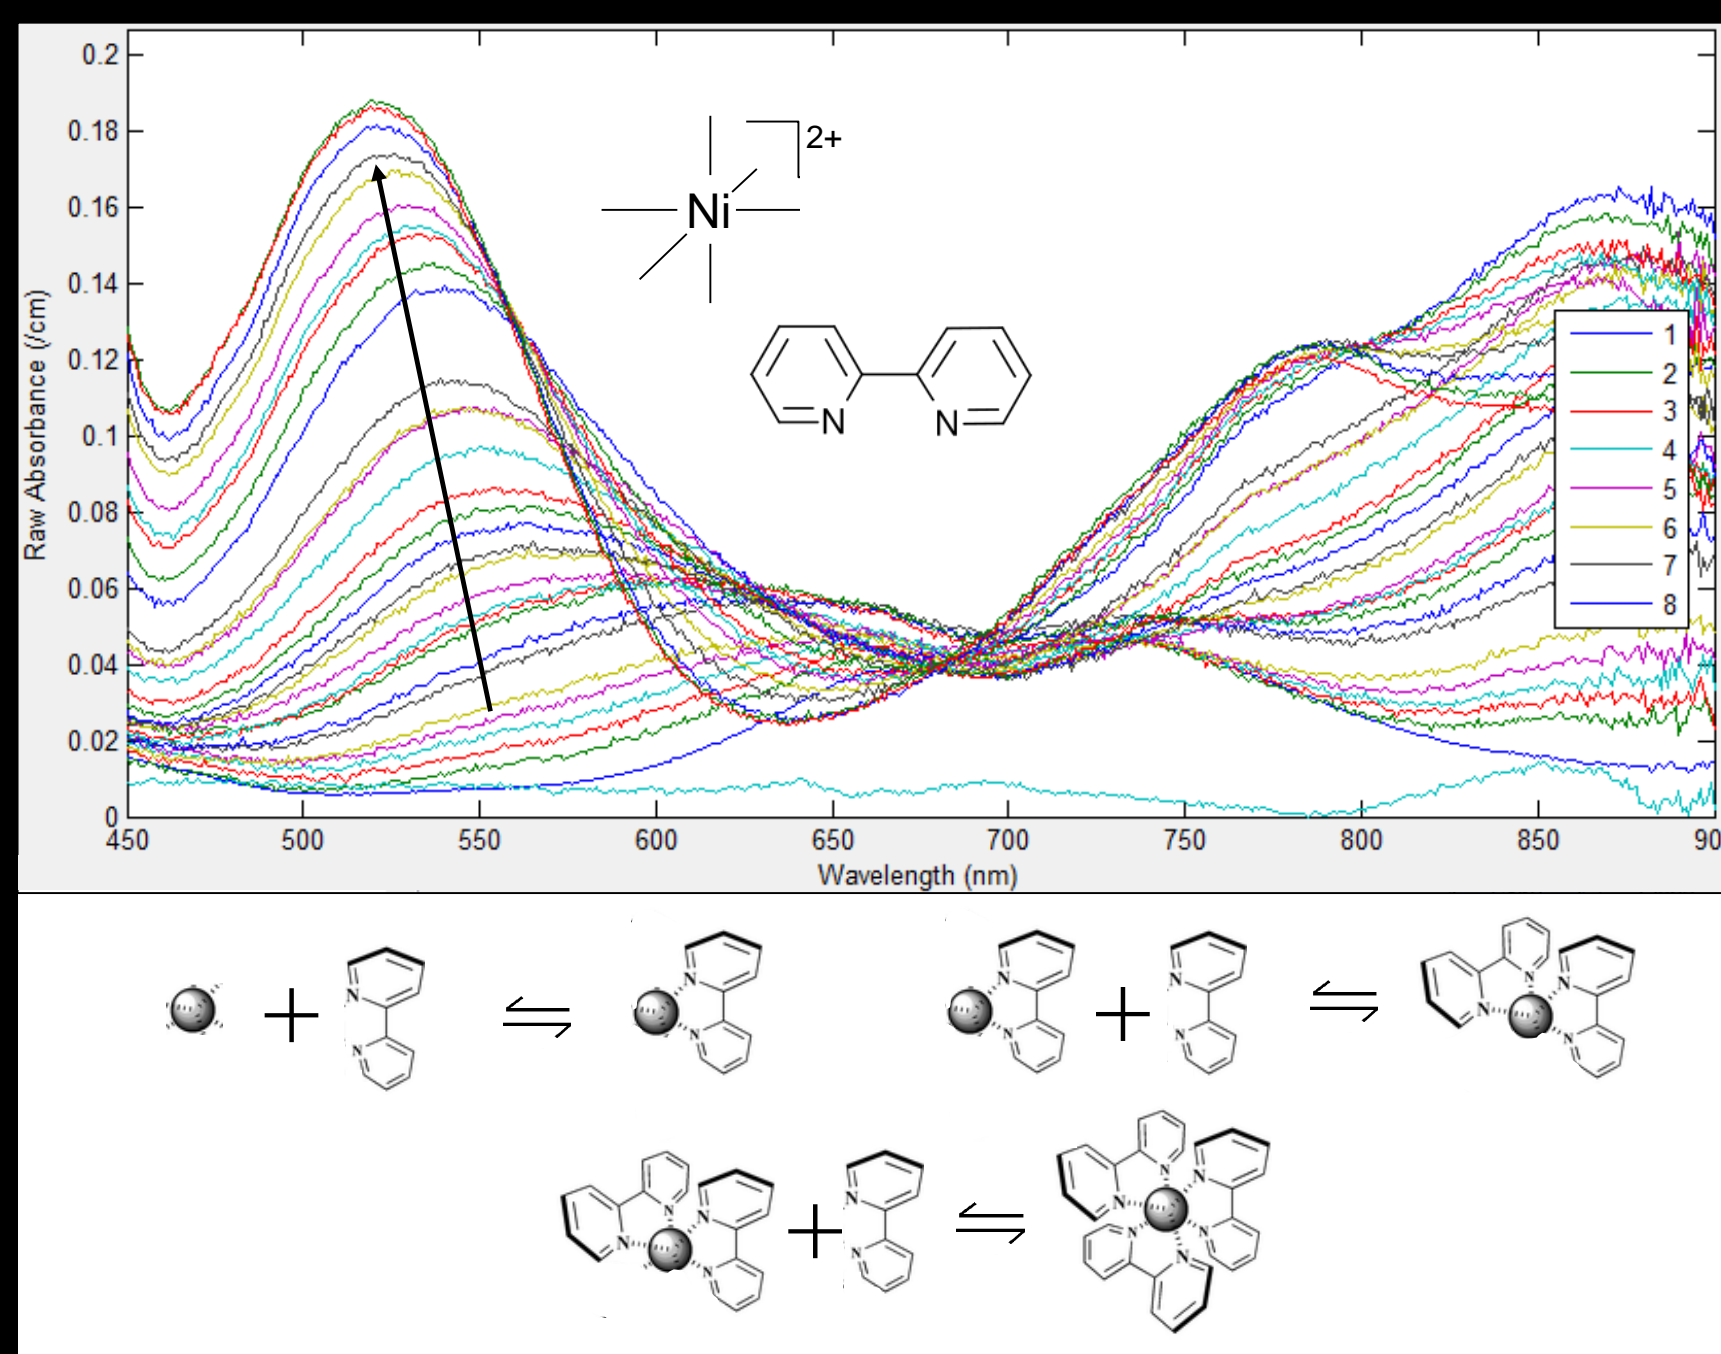 0.2
0.18
0.16
0.14
0.12
0.1
0.08
0.06
0.04
0.02
0
Raw Absorbance (/cm)
450 500 550 600 650 700 750 800 850 90
Wavelength (nm)
Ni
2+
N N
1
2
3
4
5
6
7
8
+
N
N
N
N
N
N
+
N
N
N
N
N
N
N
N
N
N
+
N
N
N
N
N
N
N
N